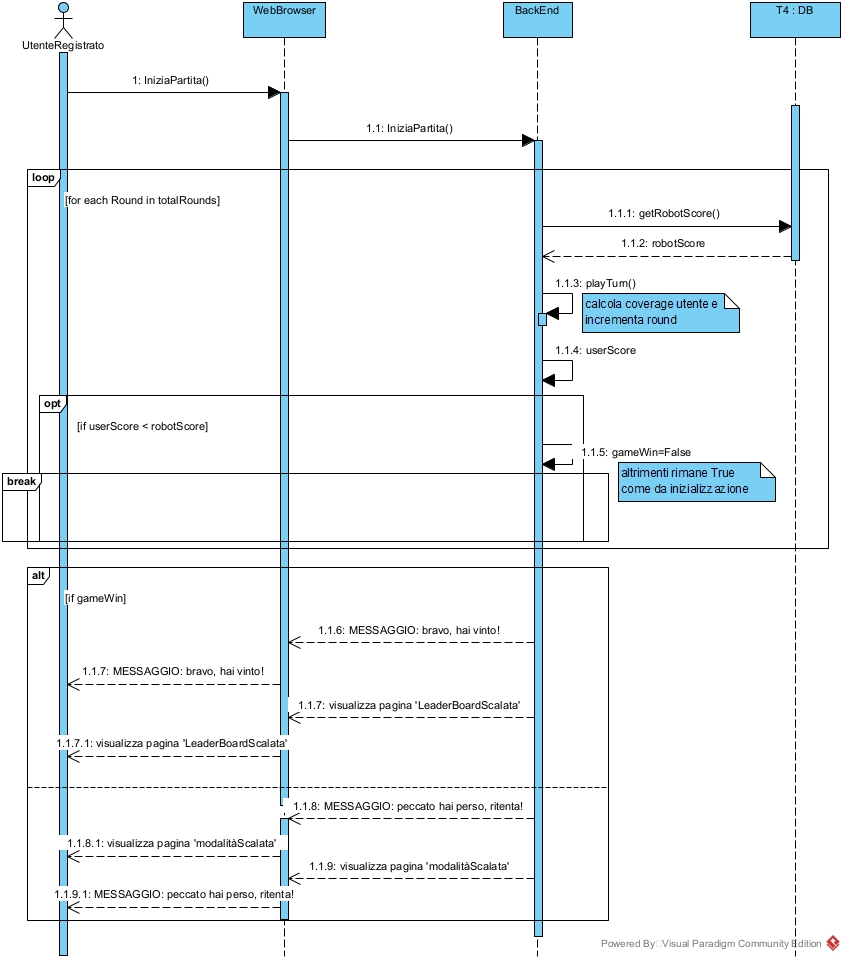 WebBrowser
BackEnd
T4 : DB
UtenteRegistrato
1: IniziaPartita()
1.1: IniziaPartita()
loop
[for each Round in totalRounds]
1.1.1: getRobotScore()
1.1.2: robotScore
1.1.3: playTurn()
calcola coverage utente e
incrementa round
1.1.4: userScore
opt
[if userScore < robotScore]
1.1.5: gameWin=False
altrimenti rimane True
come da inizializzazione
break
alt
[if gameWin]
1.1.6: MESSAGGIO: bravo, hai vinto!
1.1.7: MESSAGGIO: bravo, hai vinto!
1.1.7: visualizza pagina 'LeaderBoardScalata'
1.1.7.1: visualizza pagina 'LeaderBoardScalata'
1.1.8: MESSAGGIO: peccato hai perso, ritenta!
1.1.8.1: visualizza pagina 'modalitàScalata'
1.1.9: visualizza pagina 'modalitàScalata'
1.1.9.1: MESSAGGIO: peccato hai perso, ritenta!
Powered By Visual Paradigm Community Edition